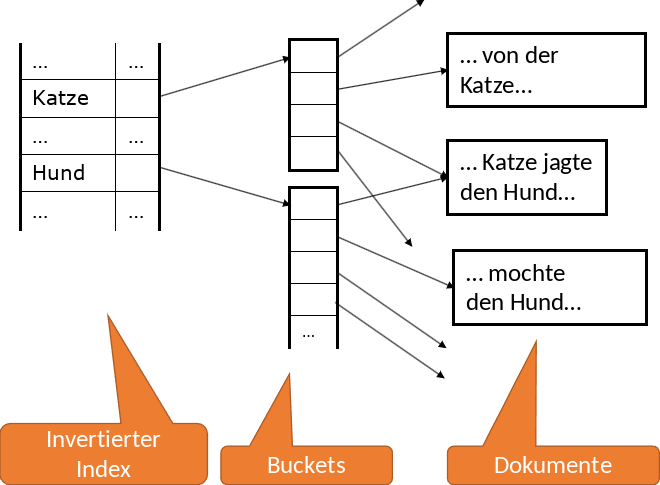 ... ...
Katze
... ...
Hund
... ...
...
... von der
Katze...
... Katze jagte
den Hund...
... mochte
den Hund...
Invertierter
Index
Buckets
Dokumente